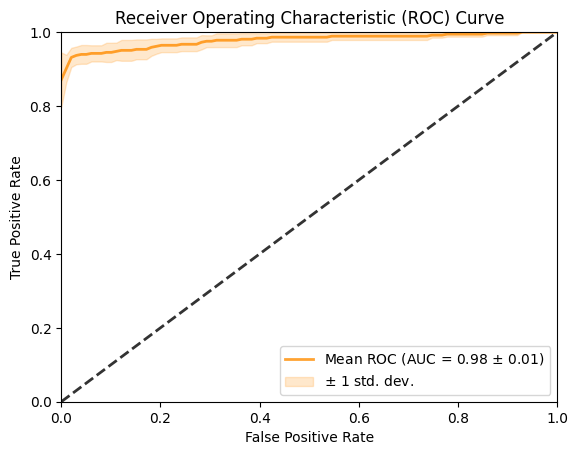 Receiver Operating Characteristic (ROC) Curve
1.0
0.8
0.6
0.4
0.2
0.0
True Positive Rate
Mean ROC (AUC = 0.98 ± 0.01)
± 1 std. dev.
0.0 0.2 0.4 0.6 0.8 1.0
False Positive Rate